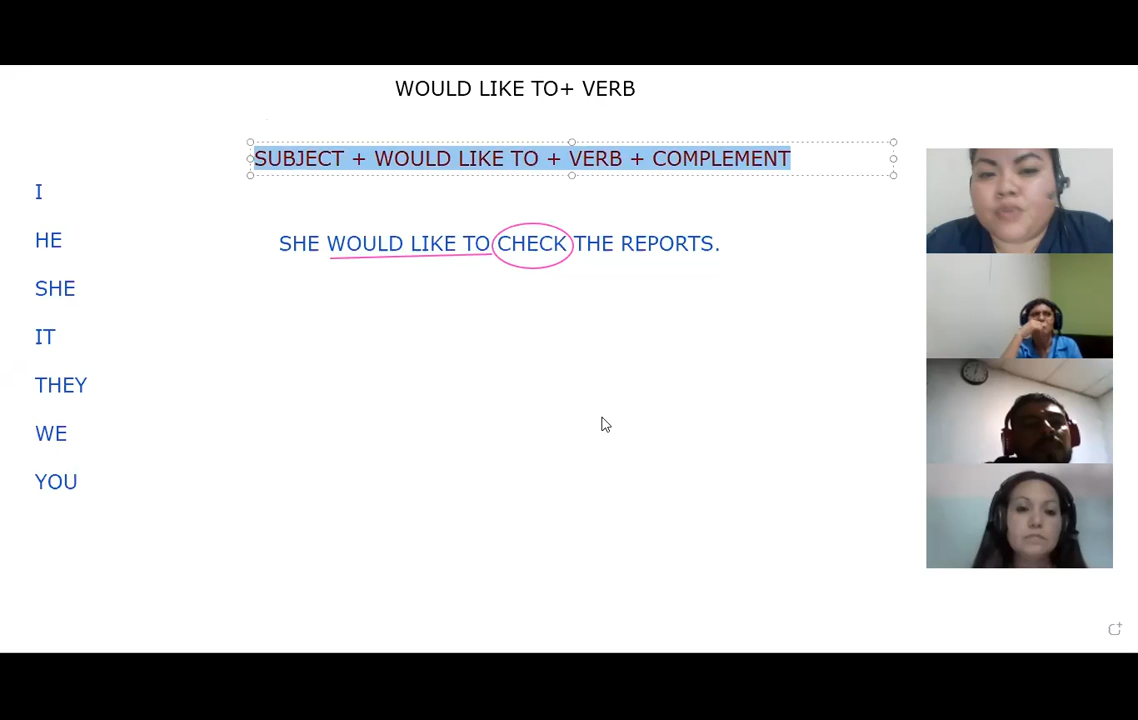 WOULD LIKE TO+ VERB
SUBJECT + WOULD LIKE TO + VERB + COMPLEMENT
I
HE
SHE
IT
THEY
WE
YOU
SHE WOULD LIKE TO CHECK THE REPORTS.